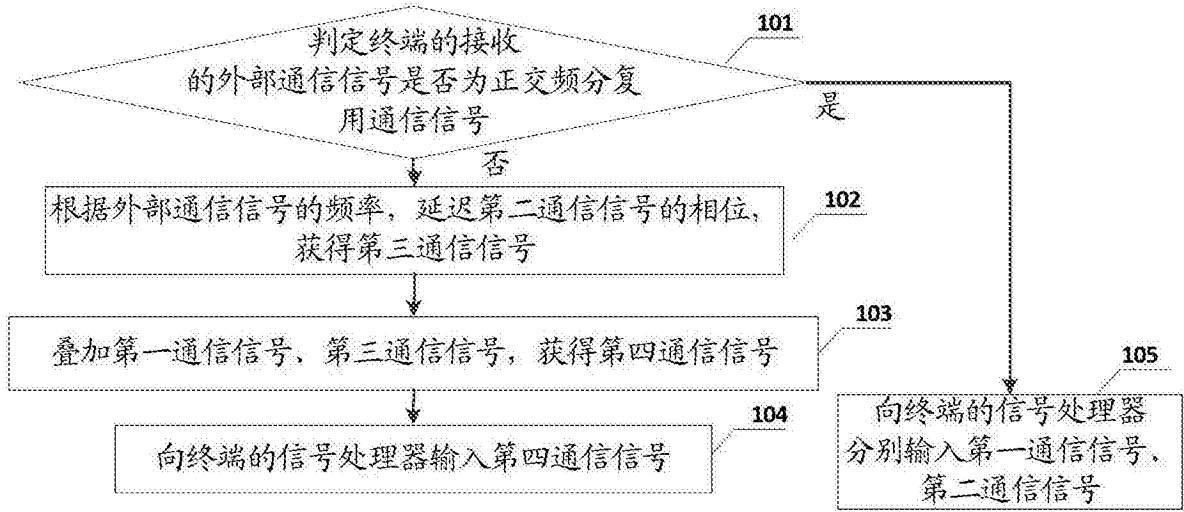 判定终端的接收
的外部通信信号是否为正交频分复
用通信信号
101
是
否
根据外部通信信号的频率，延迟第二通信信号的相位，
获得第三通信信号
102
叠加第一通信信号、第三通信信号，获得第四通信信号
103
向终端的信号处理器输入第四通信信号
104
向终端的信号处理器
分别输入第一通信信号、
第二通信信号
105